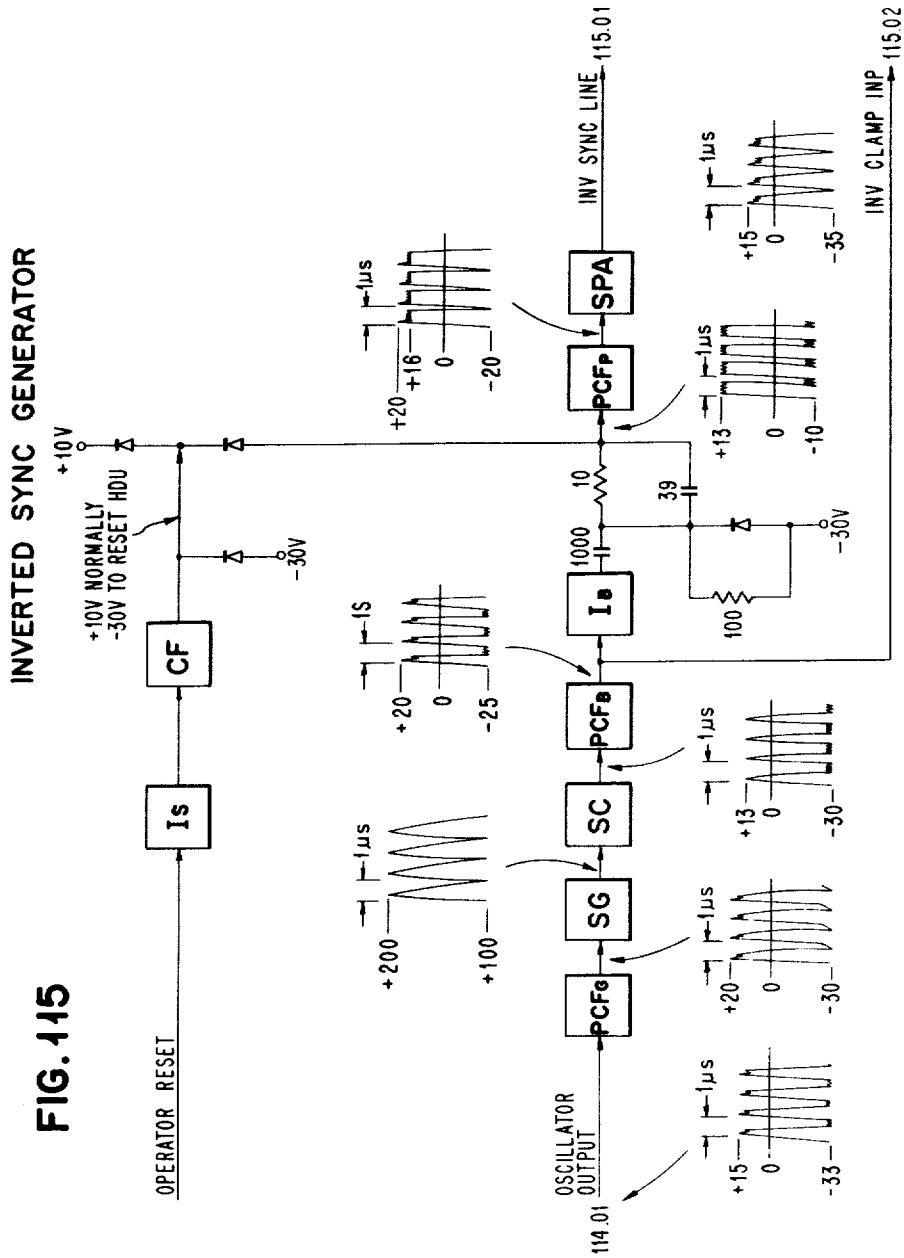 FIG. 115
INVERTED SYNC GENERATOR
OPERATOR RESET
Is
CF
+10V NORMALLY
-30V TO RESET HDU
+10V
-30V
+200
+100
1μs
+20
0
-25
1S
+20
+16
0
-20
1μs
OSCILLATOR
OUTPUT
114.01
PCFG
SG
SC
PCFB
IB
1000
10
39
100
-30V
PCFP
SPA
INV SYNC LINE
115.01
+15
0
-33
1μs
+20
0
-30
1μs
+13
0
-30
1μs
+13
0
-10
1μs
+15
0
-35
1μs
INV CLAMP INP
115.02